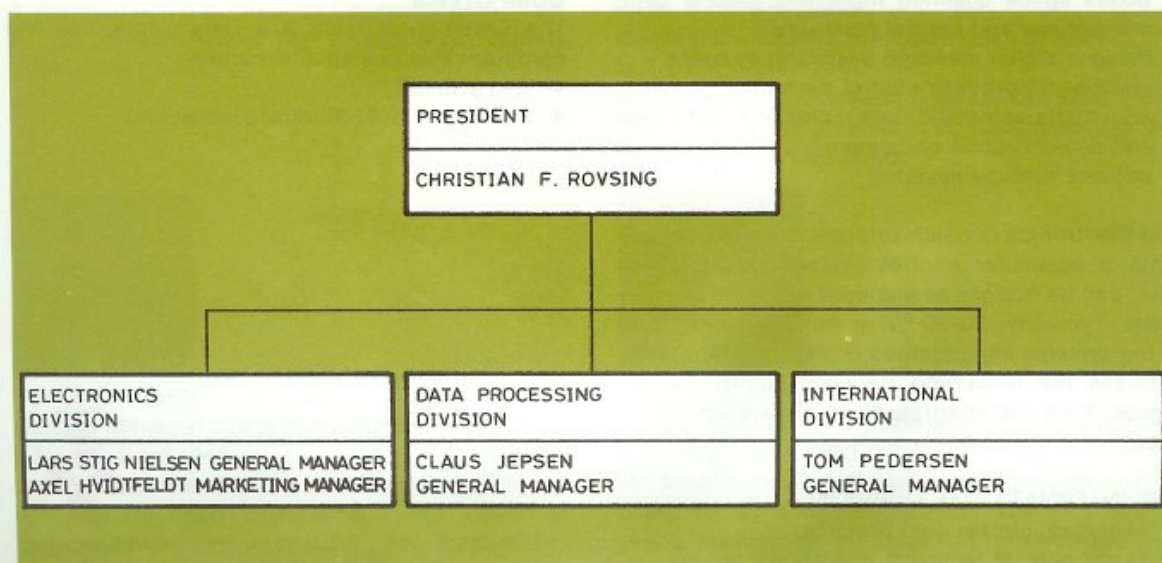 PRESIDENT
CHRISTIAN F. ROVSING
ELECTRONICS
DIVISION
LARS STIG NIELSEN GENERAL MANAGER
AXEL HVIDTFELDT MARKETING MANAGER
DATA PROCESSING
DIVISION
CLAUS JEPSEN
GENERAL MANAGER
INTERNATIONAL
DIVISION
TOM PEDERSEN
GENERAL MANAGER